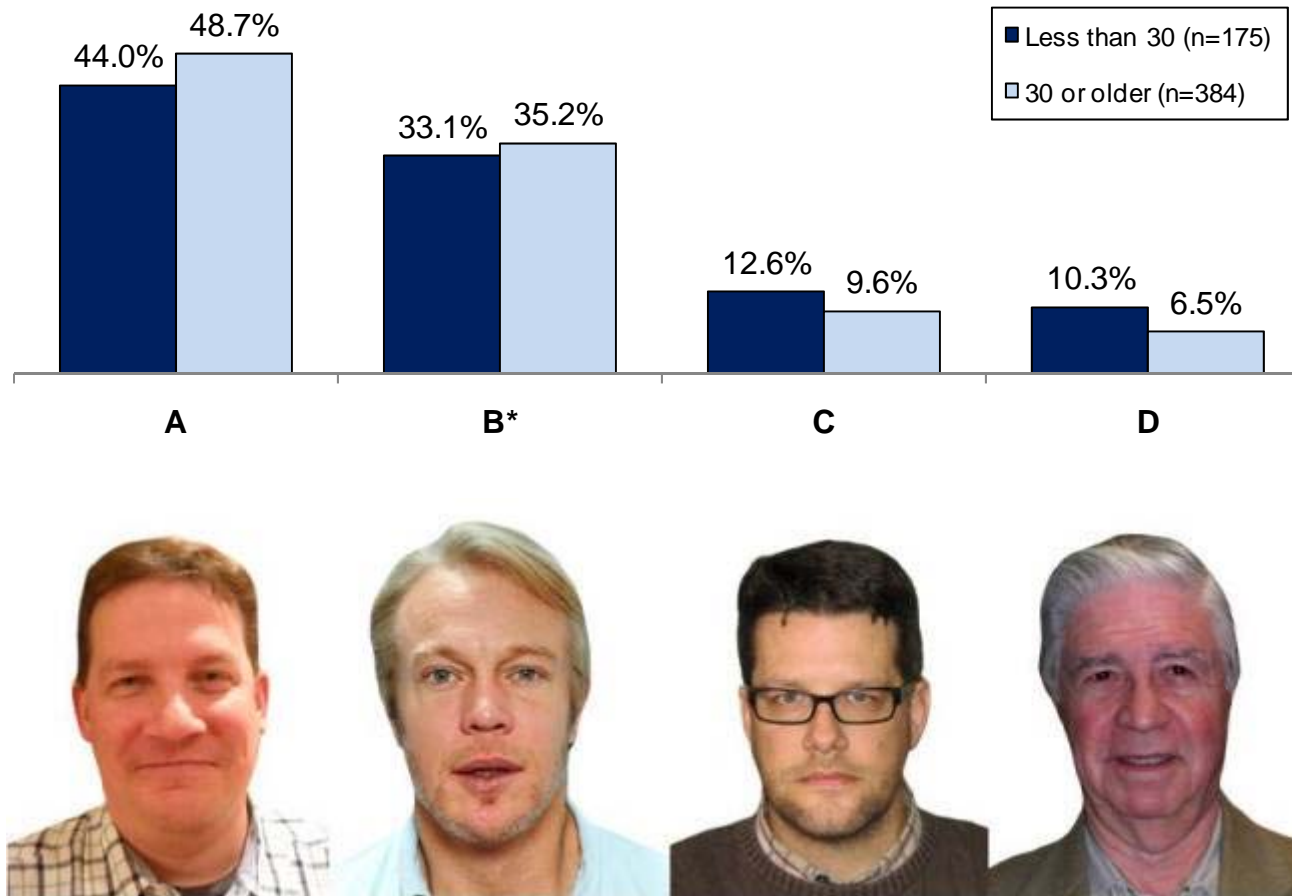 48.7%
44.0%
35.2%
33.1%
12.6%
9.6%
10.3%
6.5%
Less than 30 (n=175)
30 or older (n=384)
A
B*
C
D